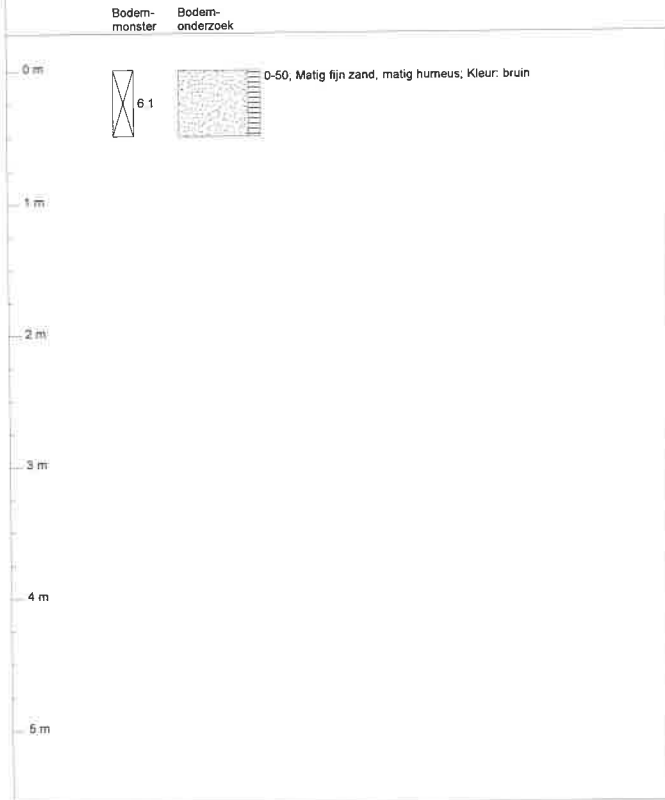 Bodem- Bodem-
monster onderzoek
0 m
0-50; Matig fijn zand, matig humeus; Kleur: bruin
6.1
1 m
2 m
3 m
4 m
5 m